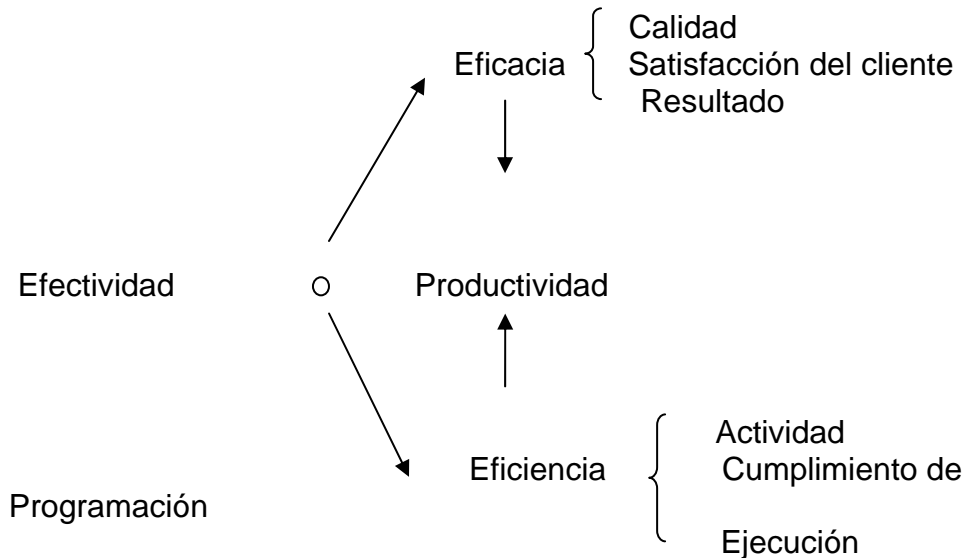 Calidad
Eficacia
Satisfacción del cliente
Resultado
Efectividad
Productividad
Actividad
Eficiencia
Cumplimiento de
Programación
Ejecución